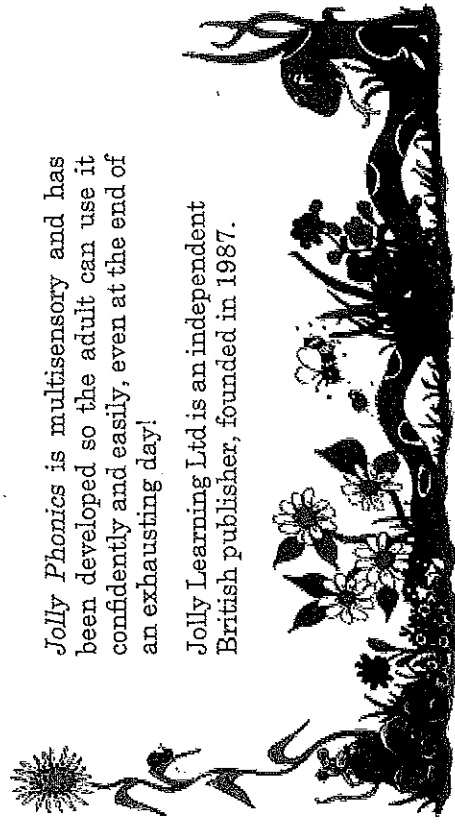 Jolly Phonics is multisensory and has
been developed so the adult can use it
confidently and easily, even at the end of
an exhausting day!
Jolly Learning Ltd is an independent
British publisher, founded in 1987.